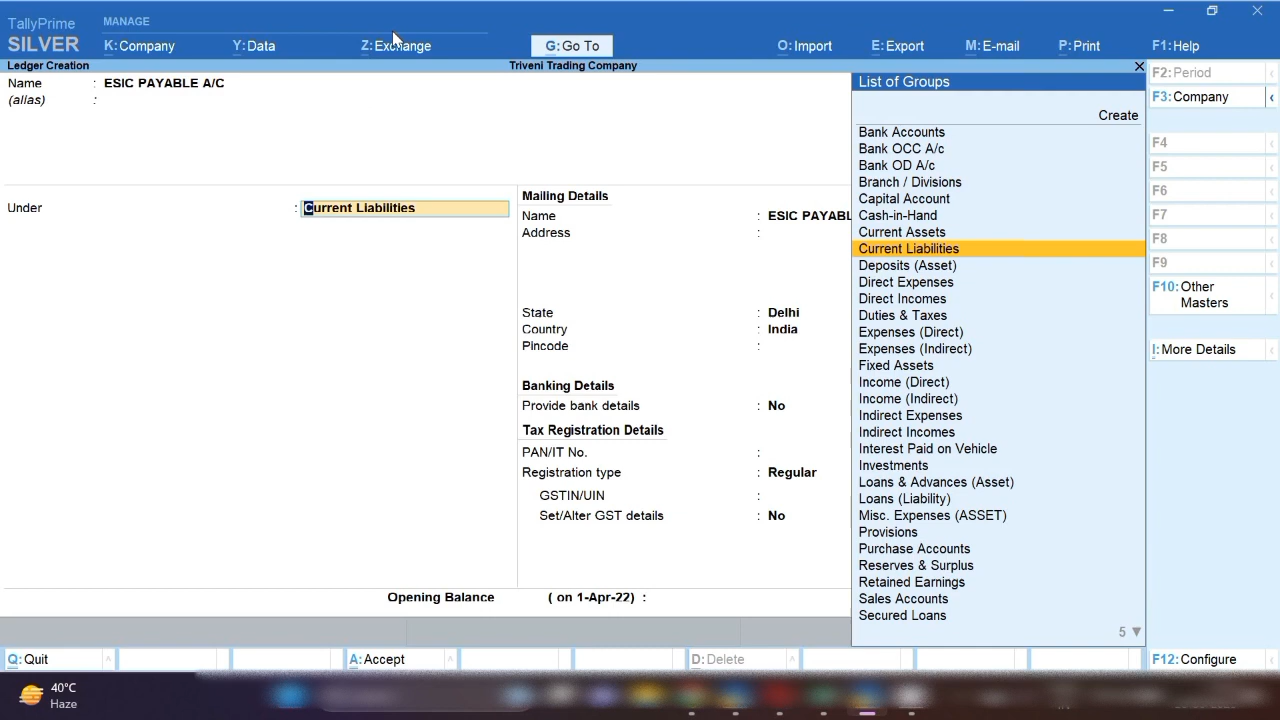 TallyPrime
MANAGE
SILVER
K:Company
Y:Data
Z:Exchange
G:Go To
O:Import
E:Export
M:E-mail
P:Print
F1:Help
Ledger Creation
Triveni Trading Company
Name : ESIC PAYABLE A/C
(alias) :
Under : Current Liabilities
Mailing Details
Name : ESIC PAYABL
Address :
State : Delhi
Country : India
Pincode :
Banking Details
Provide bank details : No
Tax Registration Details
PAN/IT No. :
Registration type : Regular
GSTIN/UIN :
Set/Alter GST details : No
Opening Balance ( on 1-Apr-22) :
List of Groups
Create
Bank Accounts
Bank OCC A/c
Bank OD A/c
Branch / Divisions
Capital Account
Cash-in-Hand
Current Assets
Current Liabilities
Deposits (Asset)
Direct Expenses
Direct Incomes
Duties & Taxes
Expenses (Direct)
Expenses (Indirect)
Fixed Assets
Income (Direct)
Income (Indirect)
Indirect Expenses
Indirect Incomes
Interest Paid on Vehicle
Investments
Loans & Advances (Asset)
Loans (Liability)
Misc. Expenses (ASSET)
Provisions
Purchase Accounts
Reserves & Surplus
Retained Earnings
Sales Accounts
Secured Loans
5 ▼
F2:Period
F3:Company
F4
F5
F6
F7
F8
F9
F10:Other
Masters
I:More Details
Q:Quit
A:Accept
D:Delete
F12:Configure
40°C
Haze